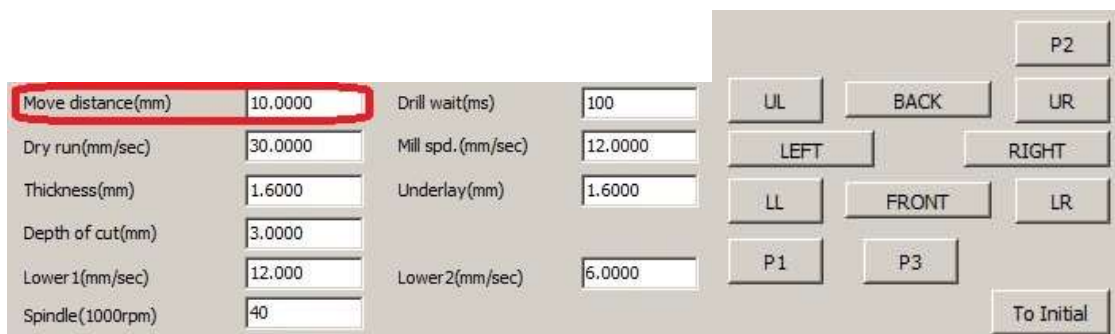 P2
Move distance(mm) 10.0000 Drill wait(ms) 100 UL BACK UR
Dry run(mm/sec) 30.0000 Mill spd.(mm/sec) 12.0000 LEFT RIGHT
Thickness(mm) 1.6000 Underlay(mm) 1.6000 LL FRONT LR
Depth of cut(mm) 3.0000
Lower1(mm/sec) 12.000 Lower2(mm/sec) 6.0000 P1 P3
Spindle(1000rpm) 40 To Initial